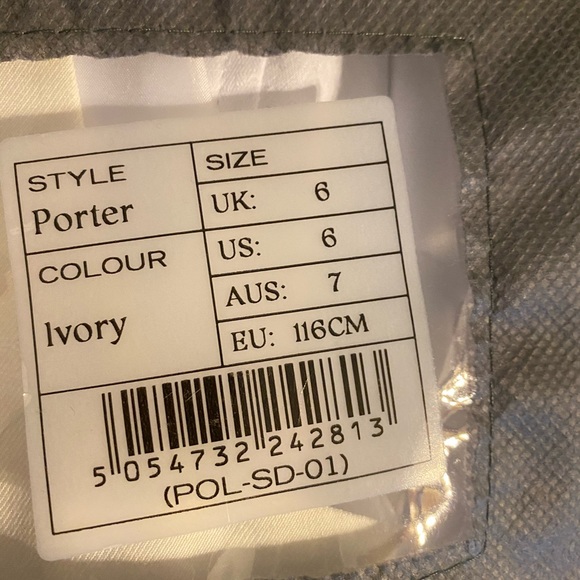 STYLE
Porter
COLOUR
Ivory
SIZE
UK: 6
US: 6
AUS: 7
EU: 116CM
5 054732 242813
(POL-SD-01)